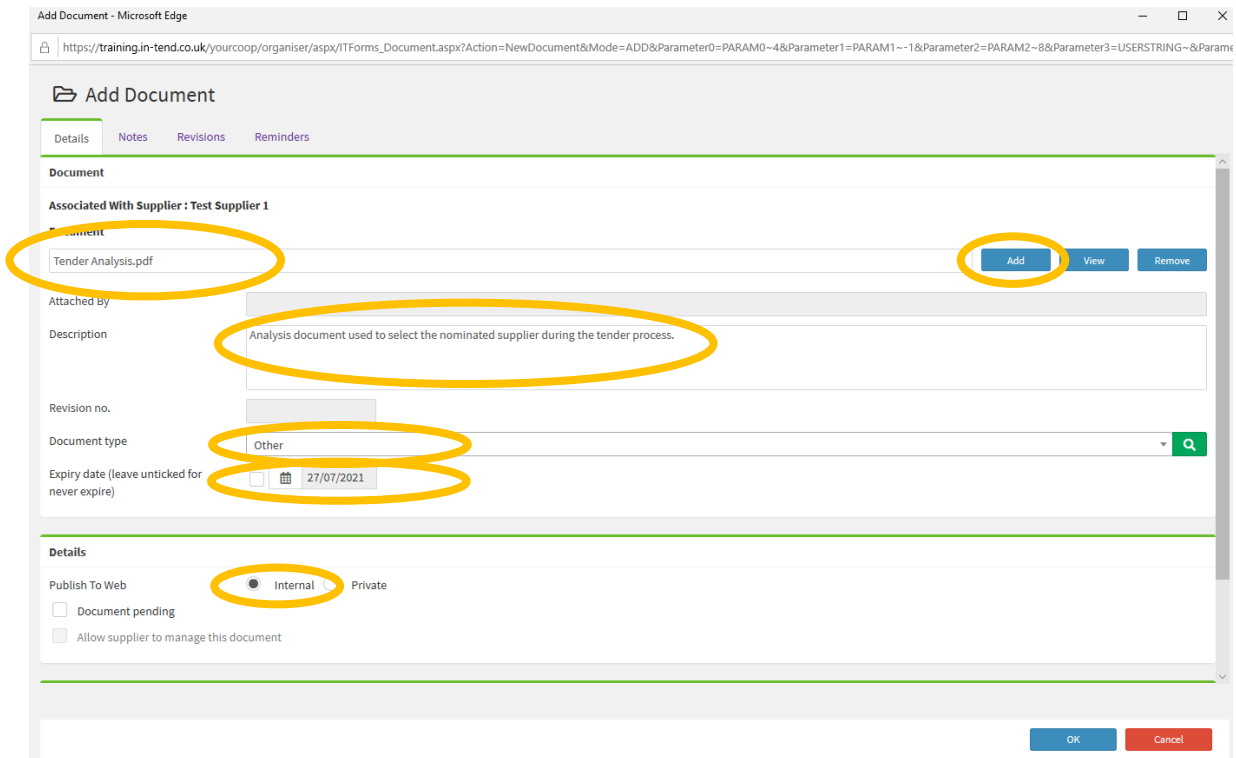 Add Document - Microsoft Edge
https://training.in-tend.co.uk/yourcoop/organiser/aspx/ITForms_Document.aspx?Action=NewDocument&Mode=ADD&Parameter0=PARAM0~4&Parameter1=PARAM1~-1&Parameter2=PARAM2~8&Parameter3=USERSTRING~&Parame
Add Document
Details Notes Revisions Reminders
Document
Associated With Supplier : Test Supplier 1
Document
Tender Analysis.pdf Add View Remove
Attached By
Description Analysis document used to select the nominated supplier during the tender process.
Revision no.
Document type Other
Expiry date (leave unticked for 27/07/2021
never expire)
Details
Publish To Web Internal Private
Document pending
Allow supplier to manage this document
OK Cancel